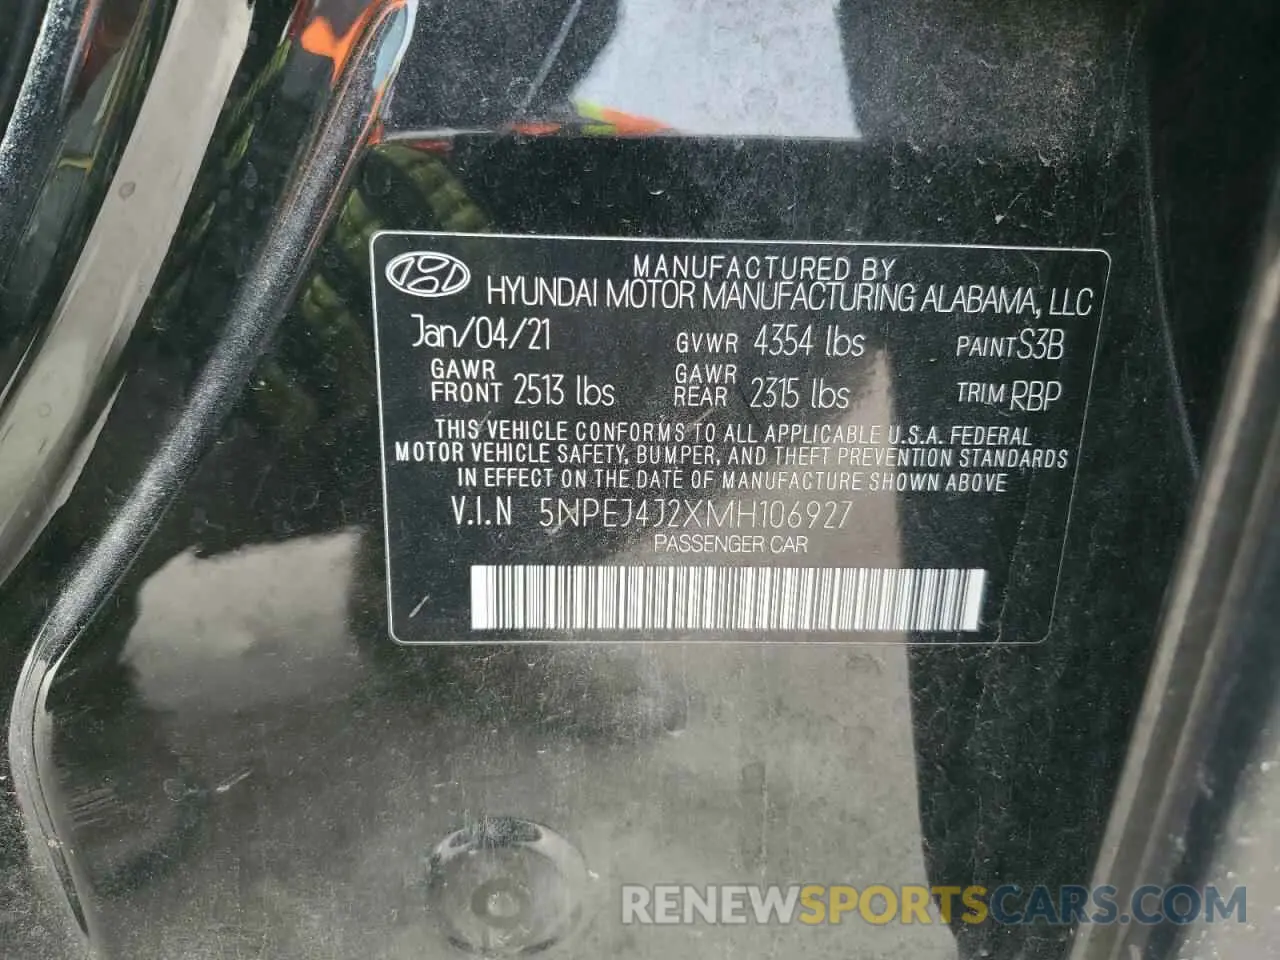 MANUFACTURED BY
HYUNDAI MOTOR MANUFACTURING ALABAMA, LLC
Jan/04/21 GVWR 4354 lbs PAINT S3B
GAWR FRONT 2513 lbs GAWR REAR 2315 lbs TRIM RBP
THIS VEHICLE CONFORMS TO ALL APPLICABLE U.S.A. FEDERAL
MOTOR VEHICLE SAFETY, BUMPER, AND THEFT PREVENTION STANDARDS
IN EFFECT ON THE DATE OF MANUFACTURE SHOWN ABOVE
V.I.N 5NPEJ4J2XMH106927
PASSENGER CAR
RENEWSPORTSCARS.COM